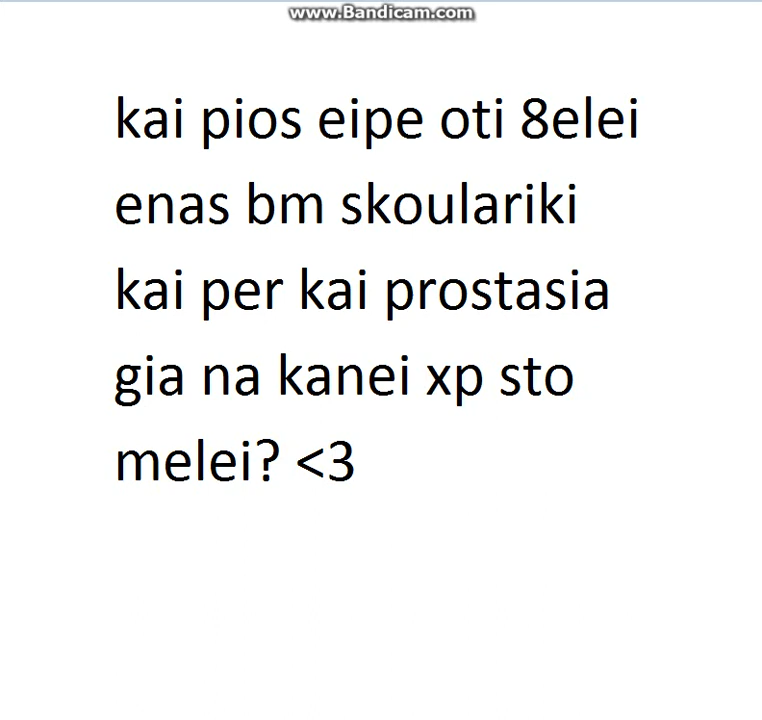 www.Bandicam.com
kai pios eipe oti 8elei
enas bm skoulariki
kai per kai prostasia
gia na kanei xp sto
melei? <3